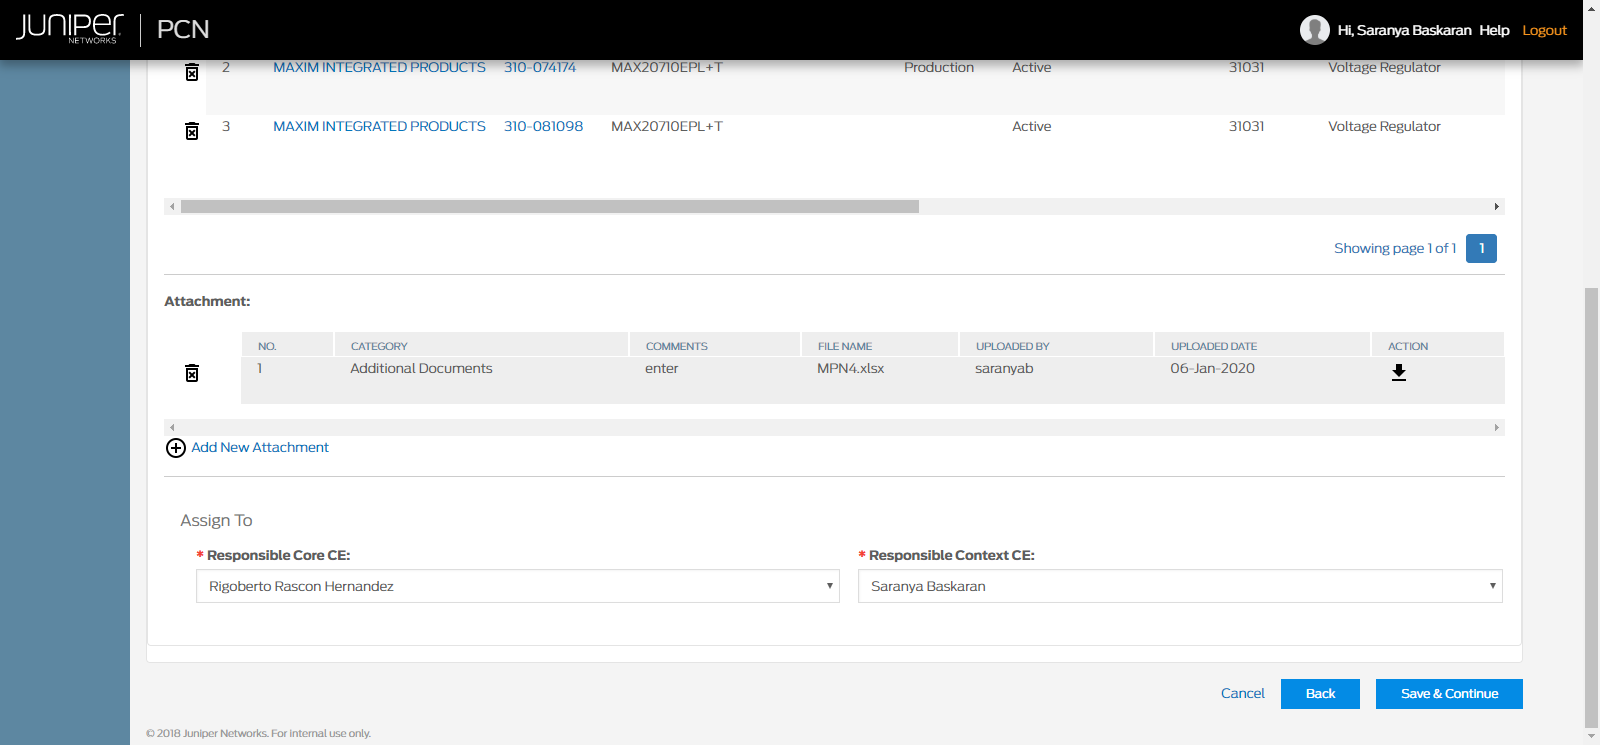 JUNIPER NETWORKS PCN Hi, Saranya Baskaran Help Logout
2 MAXIM INTEGRATED PRODUCTS 310-074174 MAX20710EPL+T Production Active 31031 Voltage Regulator
3 MAXIM INTEGRATED PRODUCTS 310-081098 MAX20710EPL+T Active 31031 Voltage Regulator
Showing page 1 of 1 1
Attachment:
NO. CATEGORY COMMENTS FILE NAME UPLOADED BY UPLOADED DATE ACTION
1 Additional Documents enter MPN4.xlsx saranyab 06-Jan-2020
Add New Attachment
Assign To
* Responsible Core CE: * Responsible Context CE:
Rigoberto Rascon Hernandez Saranya Baskaran
Cancel Back Save & Continue
© 2018 Juniper Networks. For internal use only.